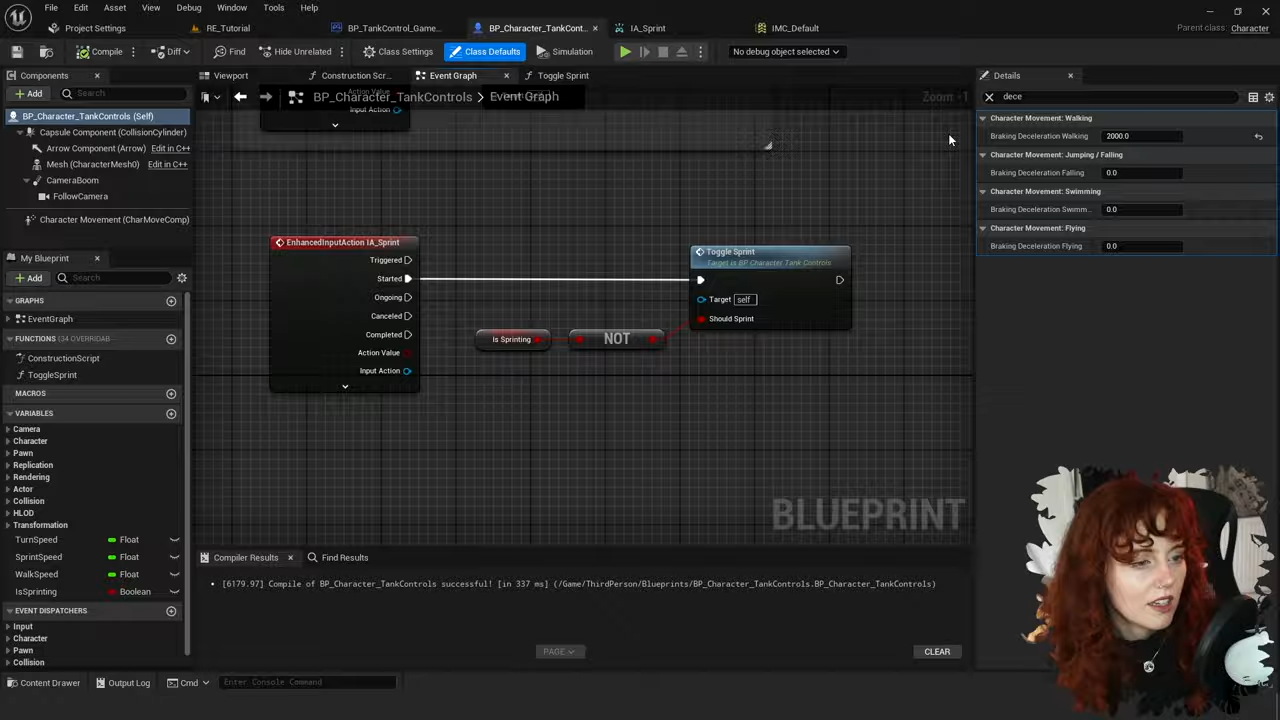 File Edit Asset View Debug Window Tools Help
Project Settings RE_Tutorial BP_TankControl_Game... BP_Character_TankCont... IA_Sprint IMC_Default
Parent class: Character
Compile Diff Find Hide Unrelated Class Settings Class Defaults Simulation No debug object selected
Components
Add Search
BP_Character_TankControls (Self)
Capsule Component (CollisionCylinder)
Arrow Component (Arrow) Edit in C++
Mesh (CharacterMesh0) Edit in C++
CameraBoom
FollowCamera
Character Movement (CharMoveComp)
My Blueprint
Add Search
GRAPHS
EventGraph
FUNCTIONS (34 OVERRIDAB
ConstructionScript
ToggleSprint
MACROS
VARIABLES
Camera
Character
Pawn
Replication
Rendering
Actor
Collision
HLOD
Transformation
TurnSpeed Float
SprintSpeed Float
WalkSpeed Float
IsSprinting Boolean
EVENT DISPATCHERS
Input
Character
Pawn
Collision
Viewport Construction Scr... Event Graph Toggle Sprint
BP_Character_TankControls > Event Graph
Zoom -1
Action Value
Input Action
EnhancedInputAction IA_Sprint
Triggered
Started
Ongoing
Canceled
Completed
Action Value
Input Action
Is Sprinting
NOT
Toggle Sprint
Target is BP Character Tank Controls
Target self
Should Sprint
BLUEPRINT
Compiler Results Find Results
[6179.97] Compile of BP_Character_TankControls successful! [in 337 ms] (/Game/ThirdPerson/Blueprints/BP_Character_TankControls.BP_Character_TankControls)
PAGE CLEAR
Details
dece
Character Movement: Walking
Braking Deceleration Walking 2000.0
Character Movement: Jumping / Falling
Braking Deceleration Falling 0.0
Character Movement: Swimming
Braking Deceleration Swimm... 0.0
Character Movement: Flying
Braking Deceleration Flying 0.0
Content Drawer Output Log Cmd Enter Console Command